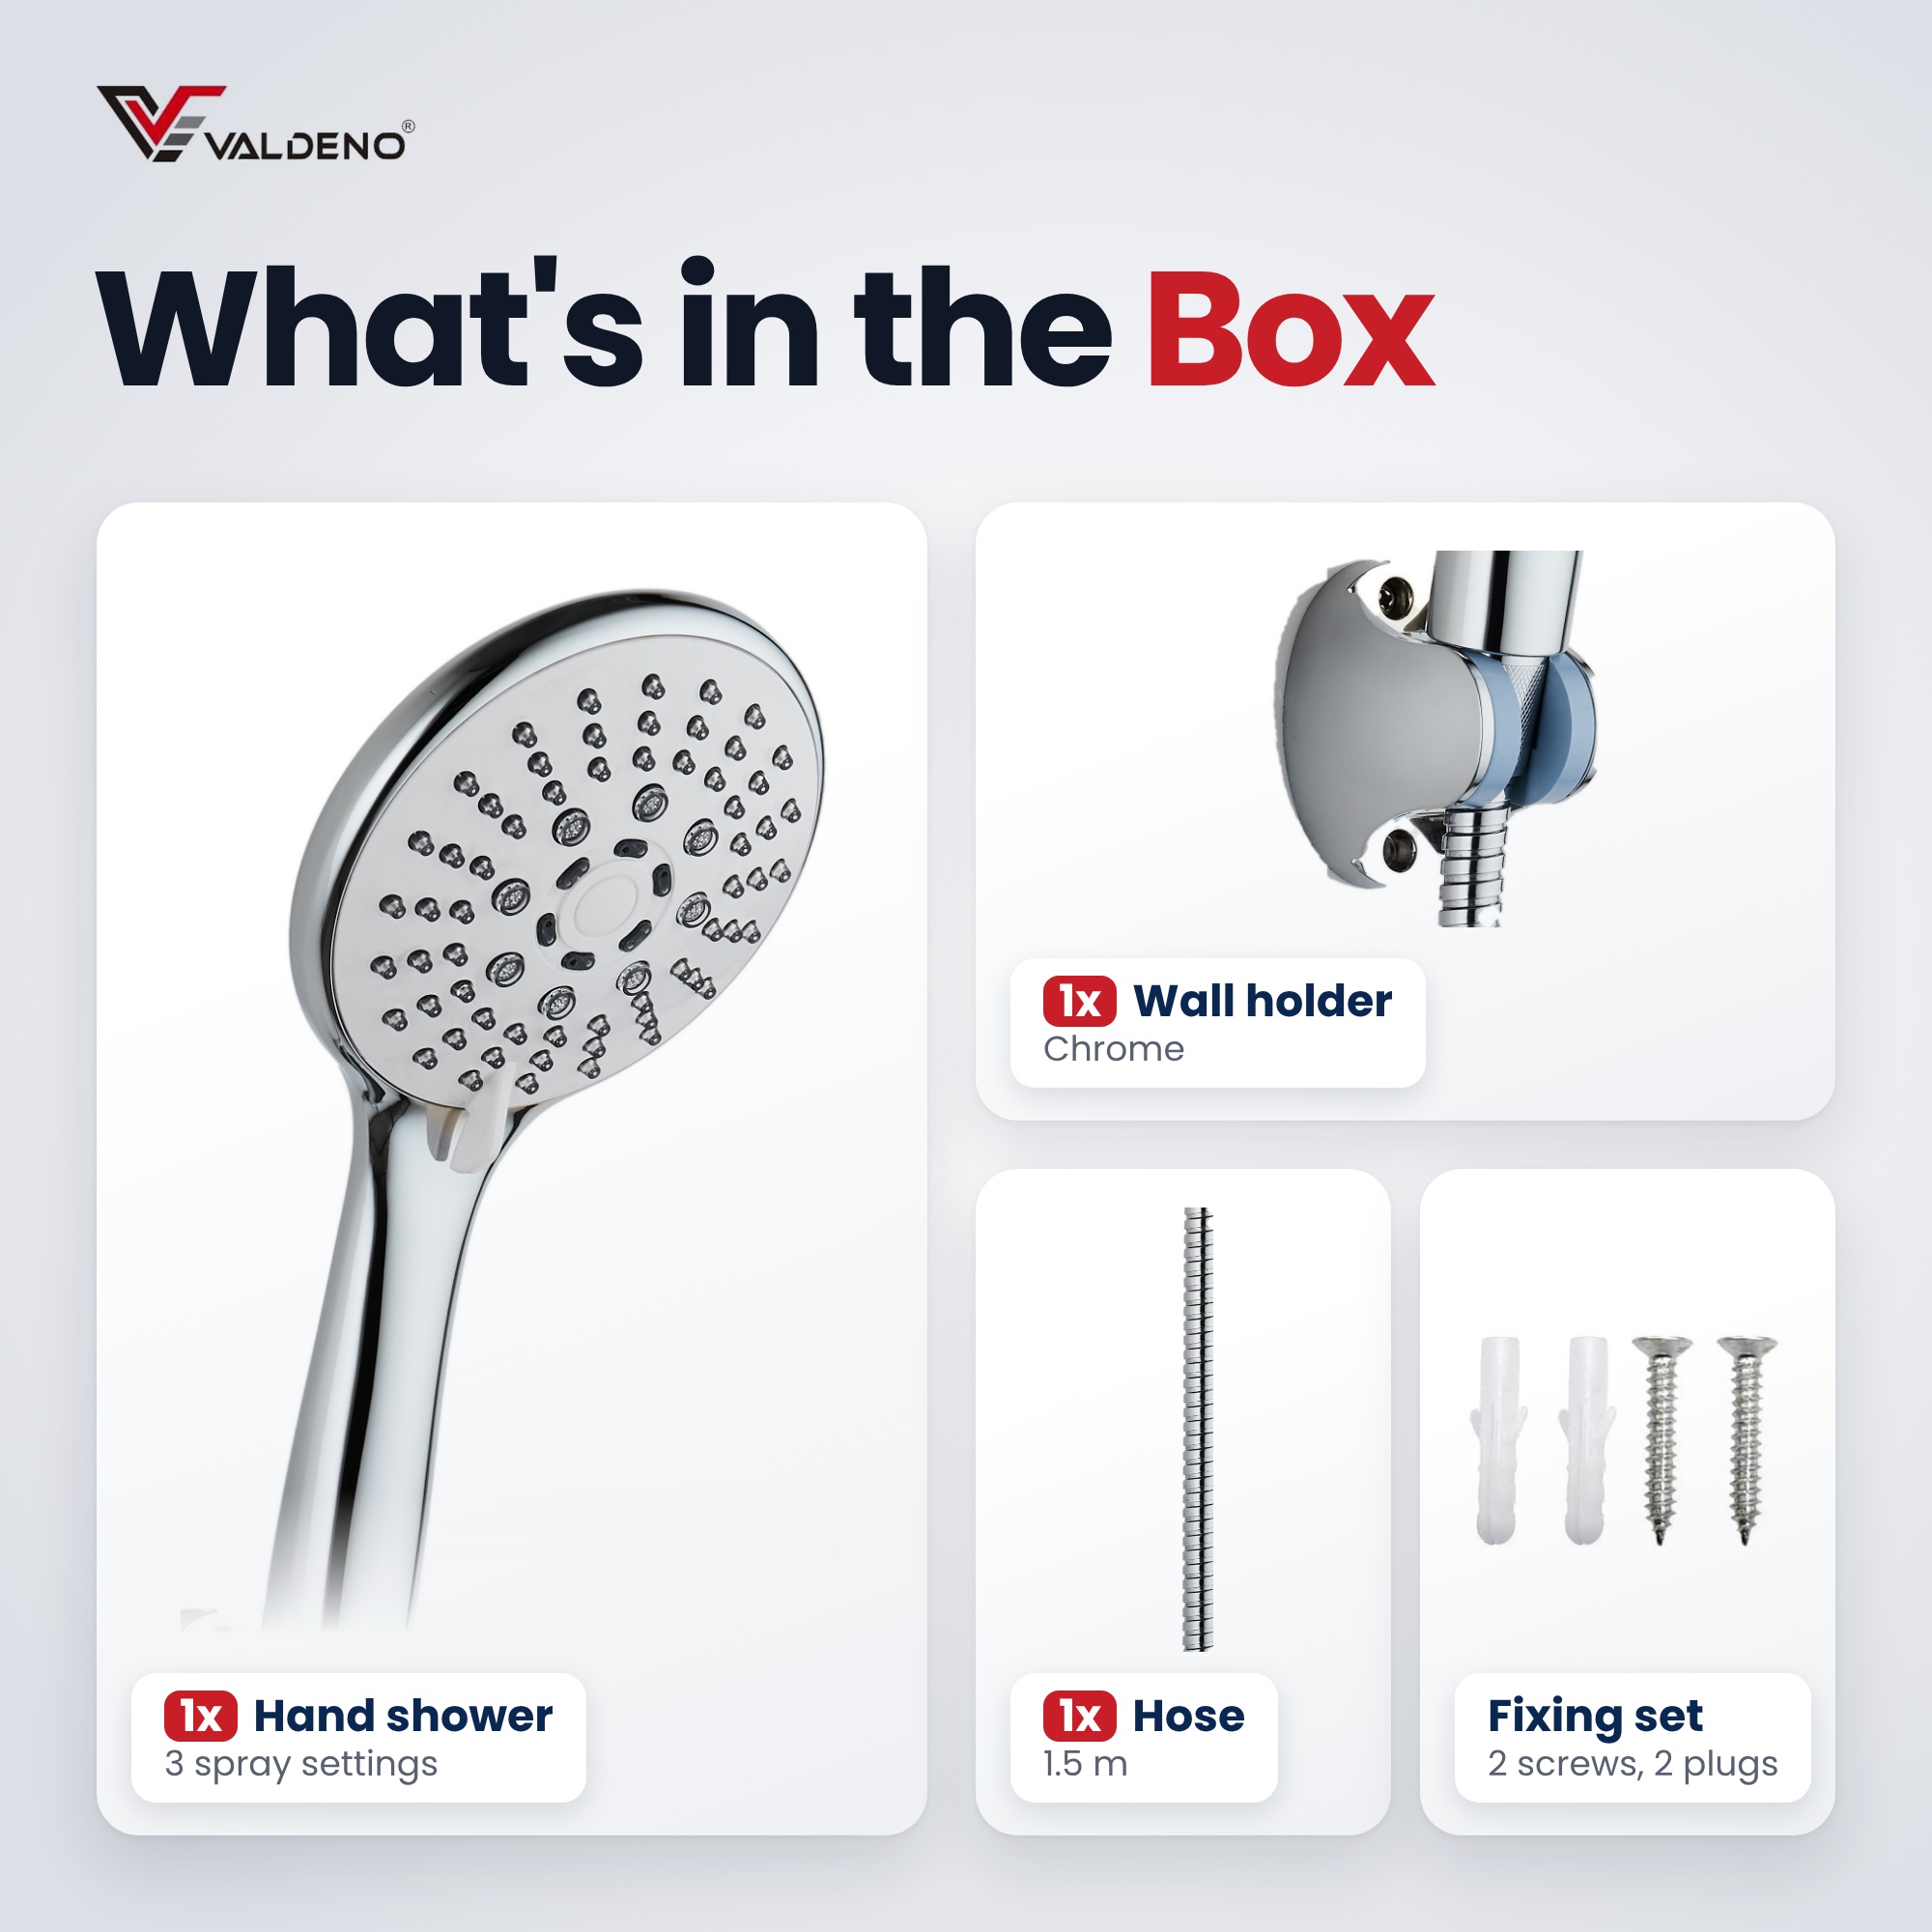 VALDENO®
What's in the Box
1x Wall holder
Chrome
1x Hand shower
3 spray settings
1x Hose
1.5 m
Fixing set
2 screws, 2 plugs